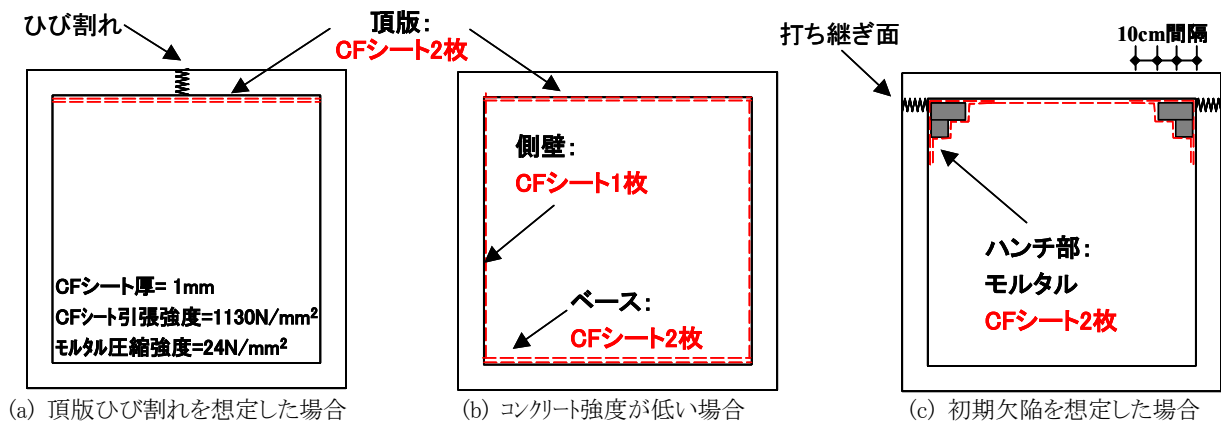 ひび割れ
頂版：
CFシート2枚
CFシート厚= 1mm
CFシート引張強度=1130N/mm²
モルタル圧縮強度=24N/mm²
(a) 頂版ひび割れを想定した場合
側壁：
CFシート1枚
ベース：
CFシート2枚
(b) コンクリート強度が低い場合
打ち継ぎ面
10cm間隔
ハンチ部：
モルタル
CFシート2枚
(c) 初期欠陥を想定した場合